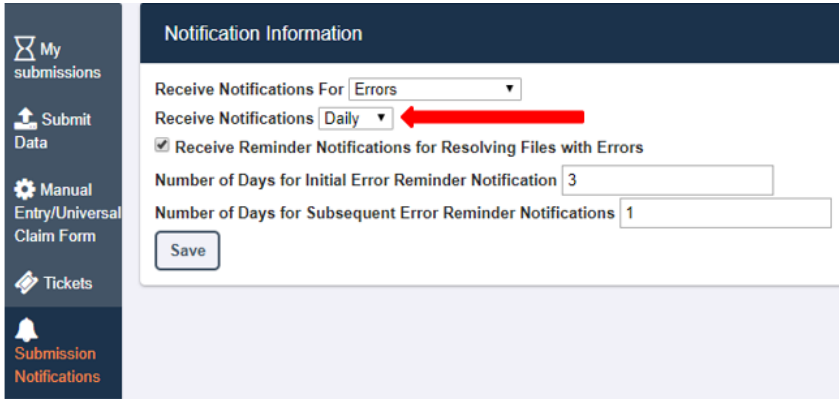 My
submissions
Submit
Data
Manual
Entry/Universal
Claim Form
Tickets
Submission
Notifications
Notification Information
Receive Notifications For Errors
Receive Notifications Daily
Receive Reminder Notifications for Resolving Files with Errors
Number of Days for Initial Error Reminder Notification 3
Number of Days for Subsequent Error Reminder Notifications 1
Save